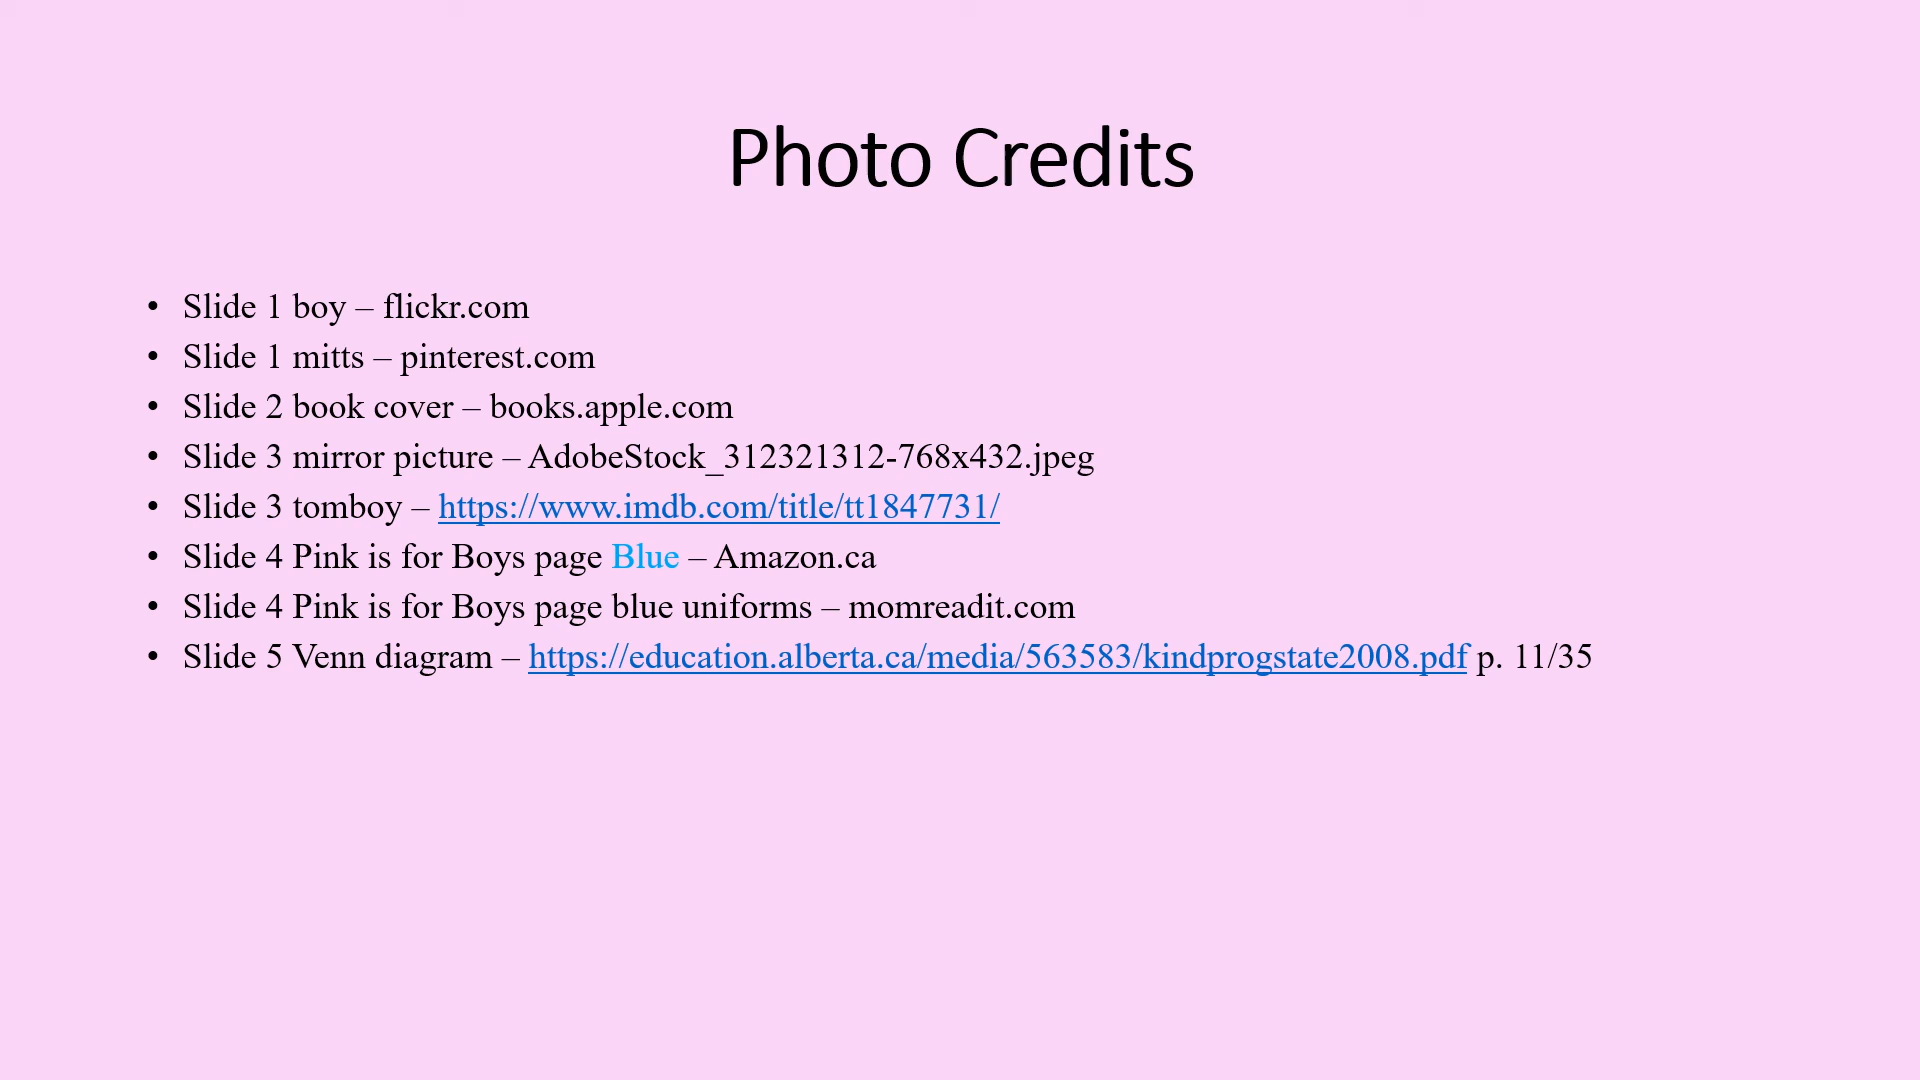 Photo Credits
• Slide 1 boy – flickr.com
• Slide 1 mitts – pinterest.com
• Slide 2 book cover – books.apple.com
• Slide 3 mirror picture – AdobeStock_312321312-768x432.jpeg
• Slide 3 tomboy – https://www.imdb.com/title/tt1847731/
• Slide 4 Pink is for Boys page Blue – Amazon.ca
• Slide 4 Pink is for Boys page blue uniforms – momreadit.com
• Slide 5 Venn diagram – https://education.alberta.ca/media/563583/kindprogstate2008.pdf p. 11/35